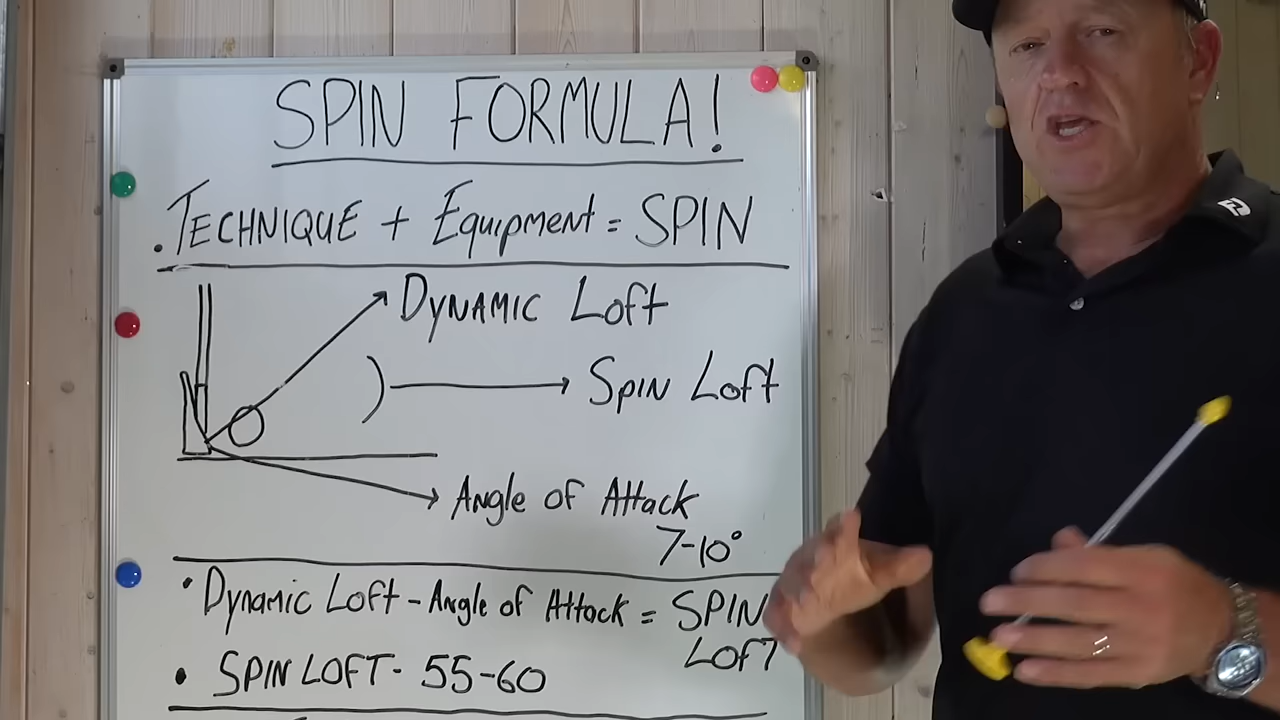 SPIN FORMULA!
. TECHNIQUE + Equipment = SPIN
DYNAMIC Loft
SPIN Loft
Angle of Attack
7-10°
• Dynamic Loft - Angle of Attack = SPIN
LOFT
• SPIN LOFT - 55-60